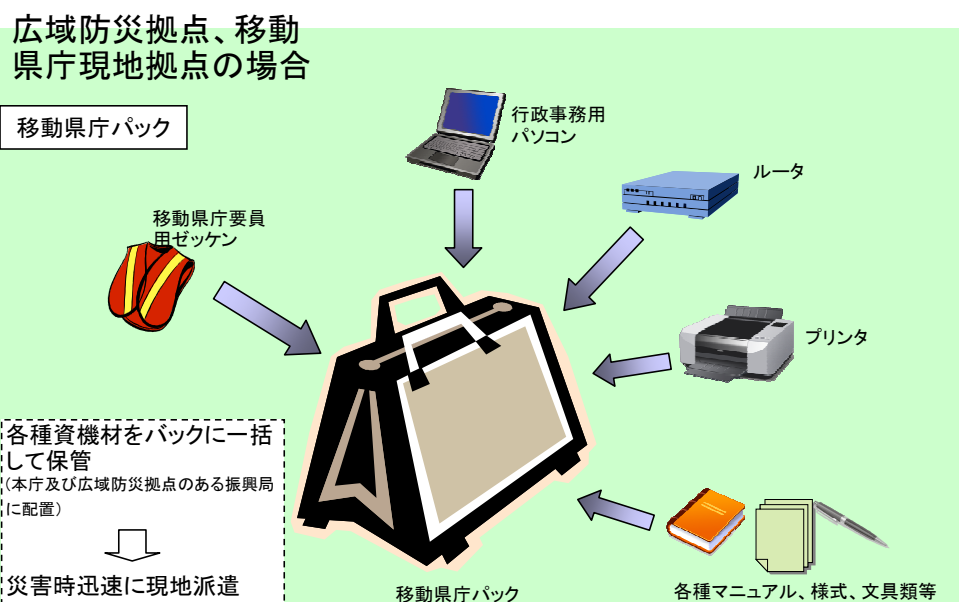 広域防災拠点、移動
県庁現地拠点の場合
移動県庁パック
行政事務用
パソコン
ルータ
移動県庁要員
用ゼッケン
プリンタ
各種資機材をバックに一括
して保管
(本庁及び広域防災拠点のある振興局
に配置)
災害時迅速に現地派遣
移動県庁パック
各種マニュアル、様式、文具類等